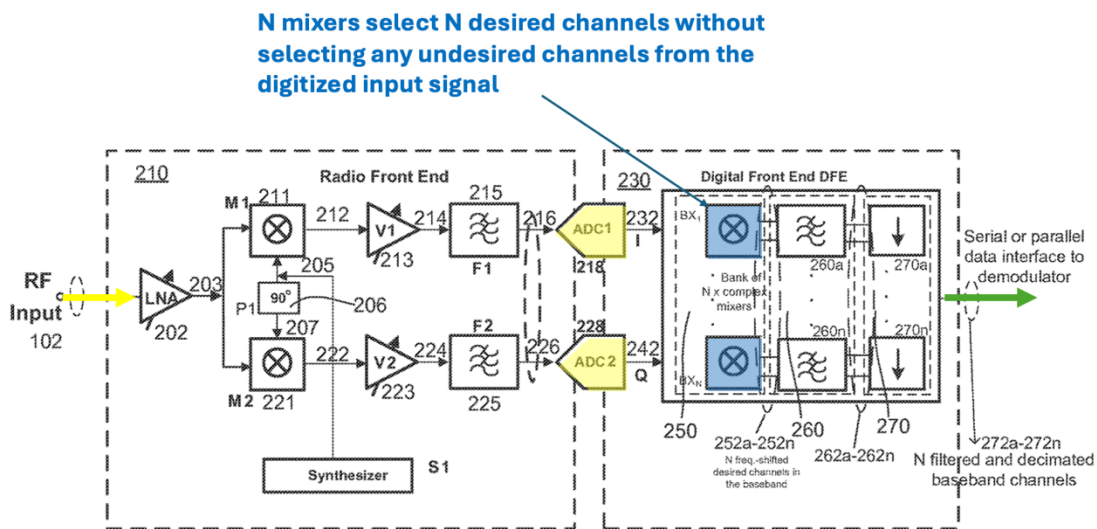 N mixers select N desired channels without
selecting any undesired channels from the
digitized input signal
210
Radio Front End
230
Digital Front End DFE
M1
211
212
V1
213
214
215
F1
216
ADC1
218
232
I
BX₁
260a
270a
Serial or parallel
data interface to
demodulator
RF
Input
102
LNA
202
203
205
P1
90°
206
207
Bank of
N x complex
mixers
M2
221
222
V2
223
224
F2
225
226
228
ADC2
242
Q
BX_N
260n
270n
250
252a-252n
N freq.-shifted
desired channels in
the baseband
260
262a-262n
270
272a-272n
N filtered and decimated
baseband channels
Synthesizer
S1